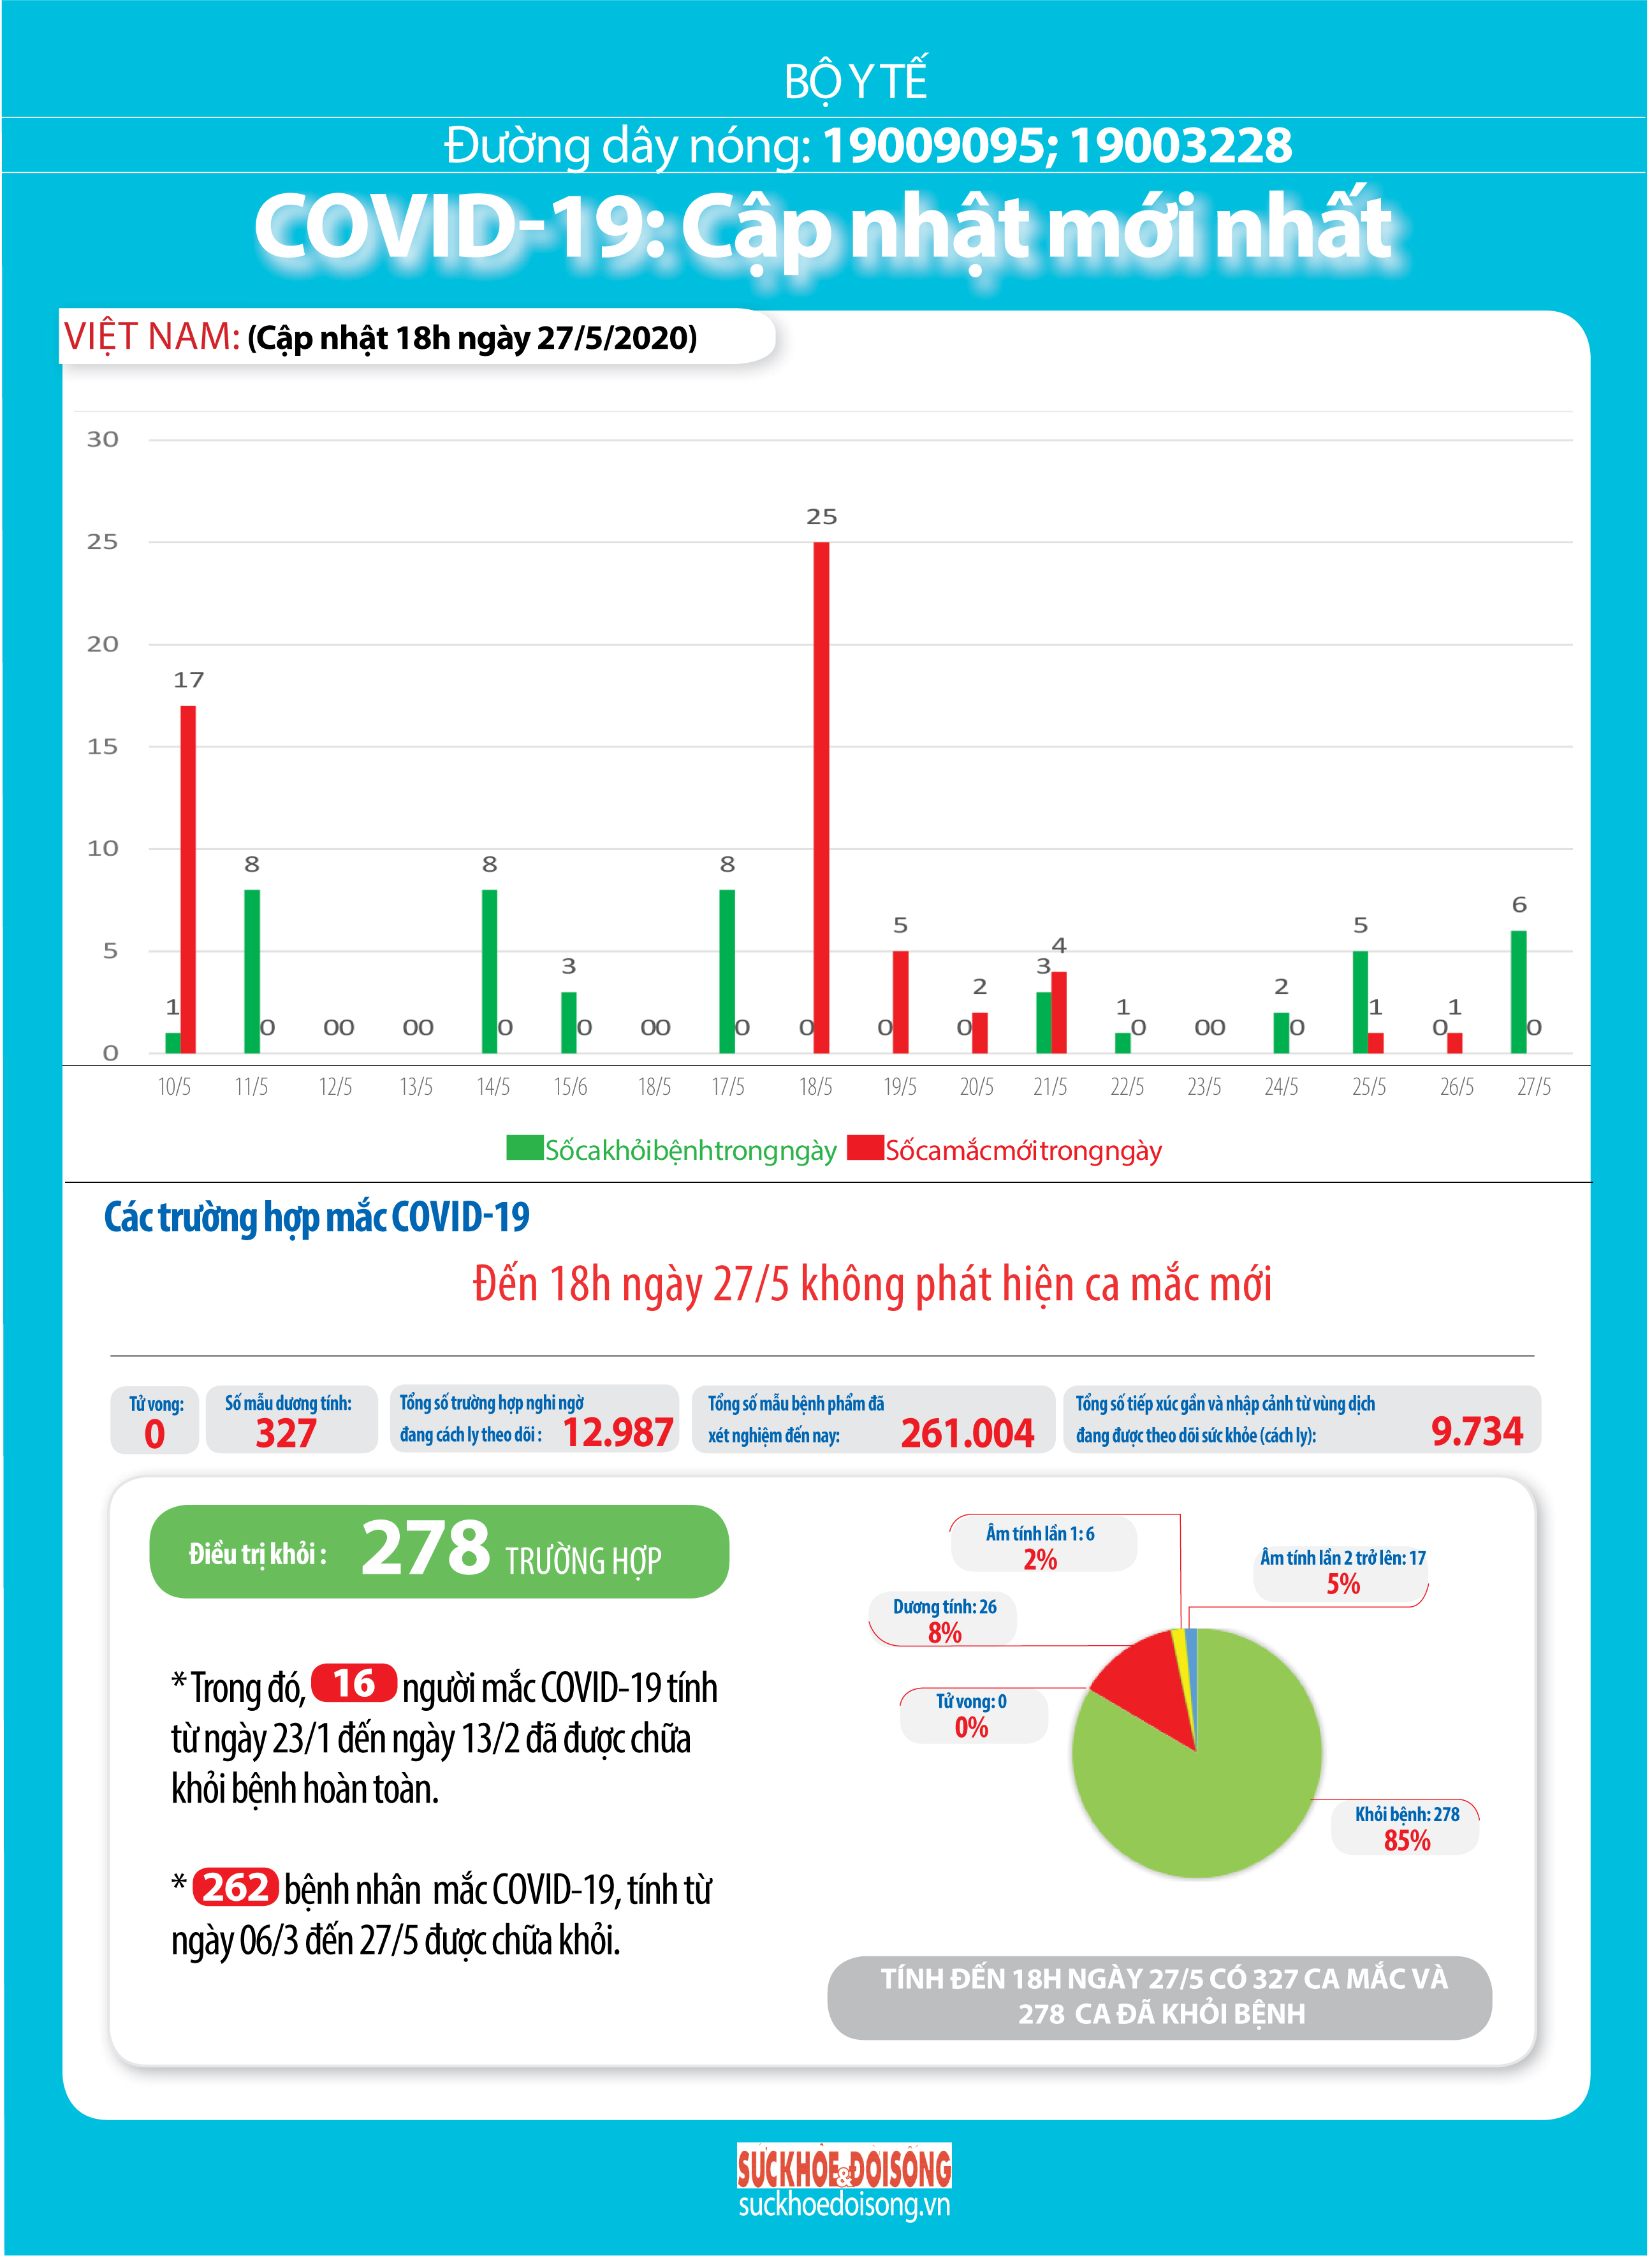 BỘ Y TẾ
Đường dây nóng: 19009095; 19003228
COVID-19: Cập nhật mới nhất
VIỆT NAM: (Cập nhật 18h ngày 27/5/2020)
30
25
20
15
10
5
0
1 17
8 0
0 0
0 0
8 0
3 0
0 0
8 0
0 25
0 5
0 2
3 4
1 0
0 0
2 0
5 1
0 1
6 0
10/5 11/5 12/5 13/5 14/5 15/6 18/5 17/5 18/5 19/5 20/5 21/5 22/5 23/5 24/5 25/5 26/5 27/5
Sốcakhỏibệnhtrongngày Sốcamắcmớitrongngày
Các trường hợp mắc COVID-19
Đến 18h ngày 27/5 không phát hiện ca mắc mới
Tử vong:
0
Số mẫu dương tính:
327
Tổng số trường hợp nghi ngờ
đang cách ly theo dõi : 12.987
Tổng số mẫu bệnh phẩm đã
xét nghiệm đến nay: 261.004
Tổng số tiếp xúc gần và nhập cảnh từ vùng dịch
đang được theo dõi sức khỏe (cách ly): 9.734
Điều trị khỏi : 278 TRƯỜNG HỢP
* Trong đó, 16 người mắc COVID-19 tính
từ ngày 23/1 đến ngày 13/2 đã được chữa
khỏi bệnh hoàn toàn.
* 262 bệnh nhân mắc COVID-19, tính từ
ngày 06/3 đến 27/5 được chữa khỏi.
Âm tính lần 1: 6
2%
Âm tính lần 2 trở lên: 17
5%
Dương tính: 26
8%
Tử vong: 0
0%
Khỏi bệnh: 278
85%
TÍNH ĐẾN 18H NGÀY 27/5 CÓ 327 CA MẮC VÀ
278 CA ĐÃ KHỎI BỆNH
SỨCKHỎE&ĐỜISỐNG
suckhoedoisong.vn